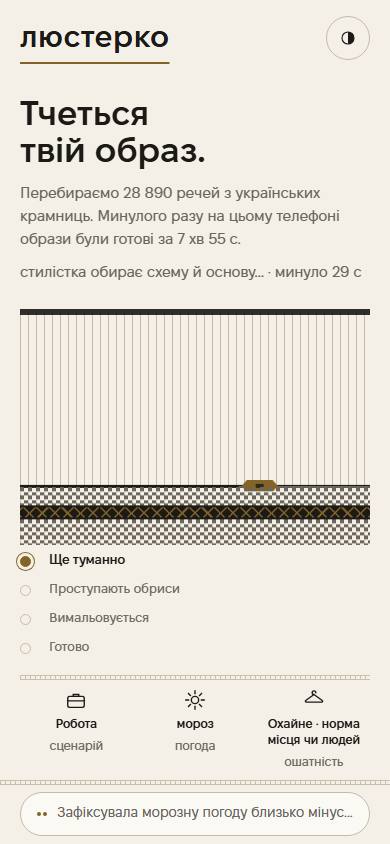 люстерко
Тчеться
твій образ.
Перебираємо 28 890 речей з українських
крамниць. Минулого разу на цьому телефоні
образи були готові за 7 хв 55 с.
стилістка обирає схему й основу… · минуло 29 с
Ще туманно
Проступають обриси
Вимальовується
Готово
Робота
сценарій
мороз
погода
Охайне · норма
місця чи людей
ошатність
Зафіксувала морозну погоду близько мінус…